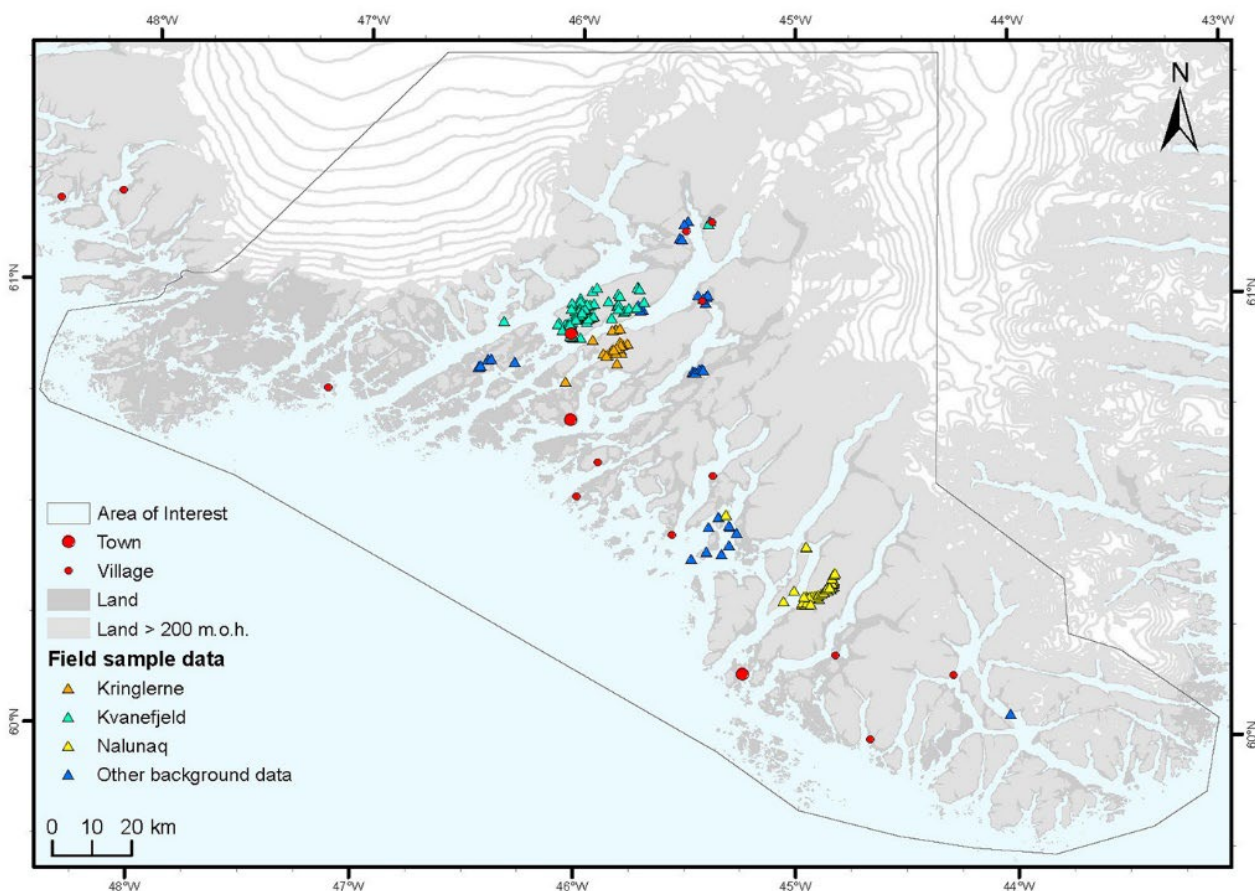 48°W 47°W 46°W 45°W 44°W 43°W
N
61°N 61°N
Area of Interest
Town
Village
Land
Land > 200 m.o.h.
Field sample data
Kringlerne
Kvanefjeld
Nalunaq
Other background data
60°N 60°N
0 10 20 km
48°W 47°W 46°W 45°W 44°W 43°W